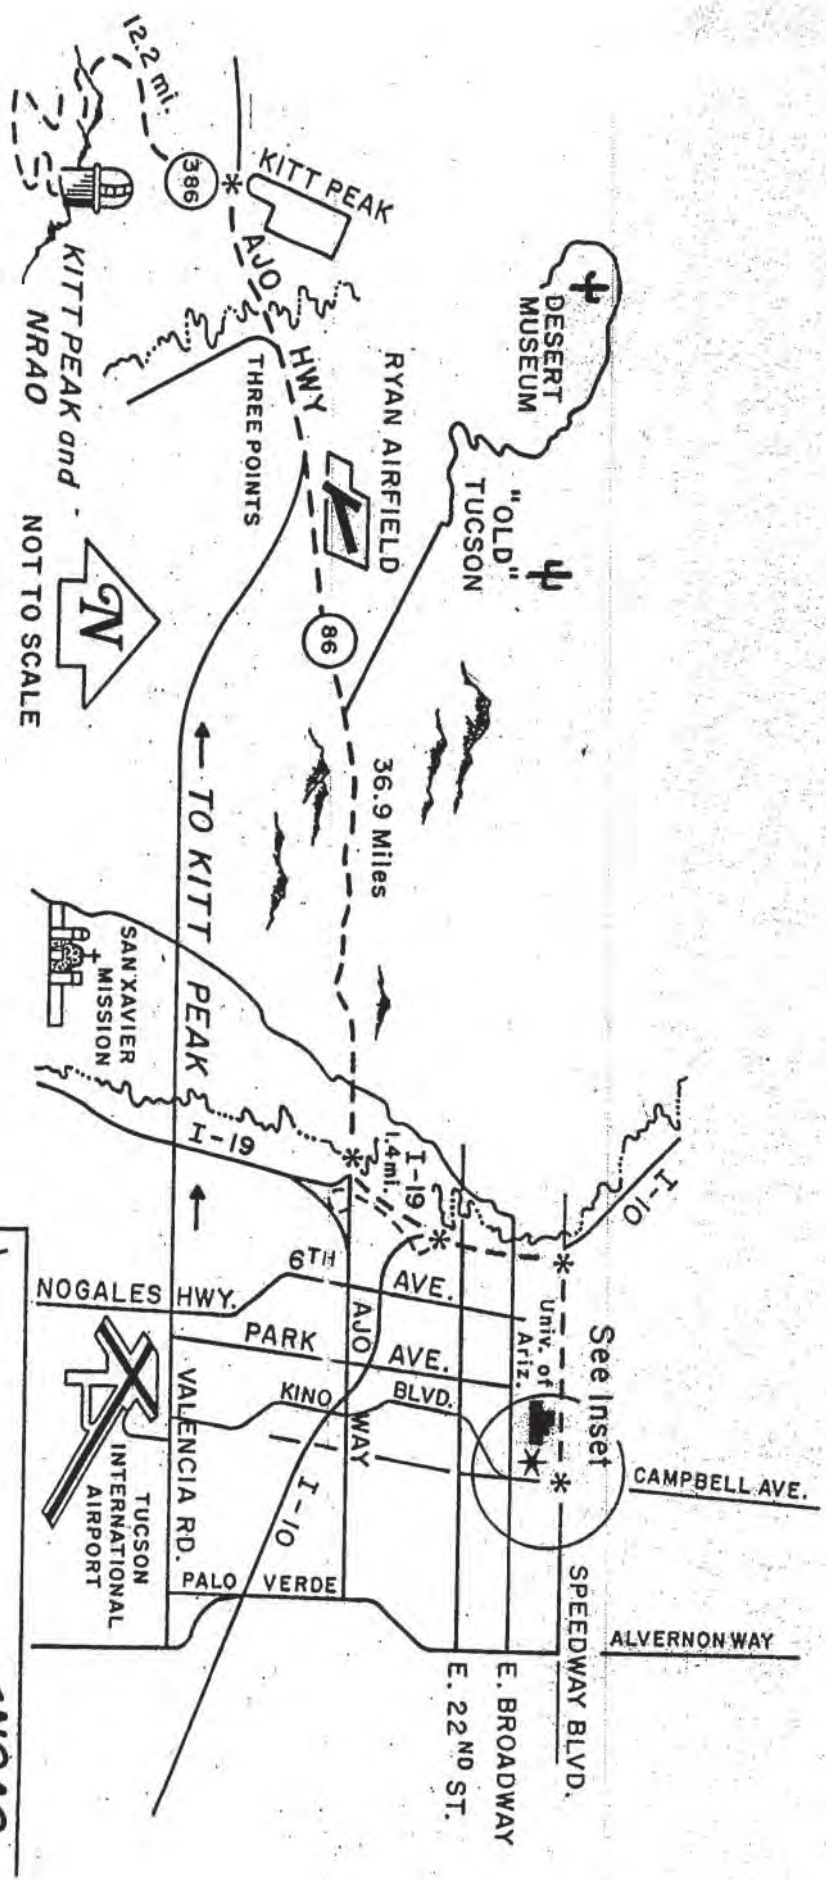 12.2 mi.
386
KITT PEAK
AJO
HWY
KITT PEAK and
NRAO
THREE POINTS
RYAN AIRFIELD
DESERT
MUSEUM
"OLD"
TUCSON
86
36.9 Miles
N
NOT TO SCALE
← TO KITT PEAK ←
SAN XAVIER
MISSION
I-19
I-19
1.4 mi.
I-10
6TH AVE.
NOGALES HWY.
PARK AVE.
KINO BLVD.
AJO WAY
I-10
VALENCIA RD.
PALO VERDE
TUCSON
INTERNATIONAL
AIRPORT
Univ. of
Ariz.
See Inset
CAMPBELL AVE.
SPEEDWAY BLVD.
ALVERNON WAY
E. BROADWAY
E. 22ND ST.